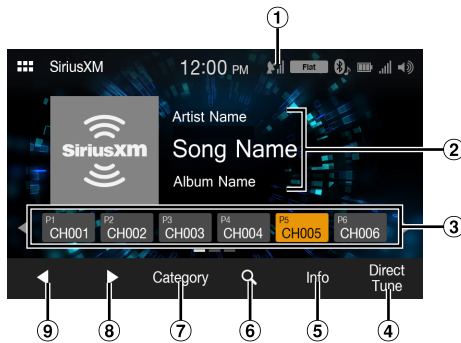 1
SiriusXM 12:00 PM Flat
Artist Name
SiriusXm Song Name 2
Album Name
P1 P2 P3 P4 P5 P6
CH001 CH002 CH003 CH004 CH005 CH006 3
Category Info Direct Tune
9 8 7 6 5 4